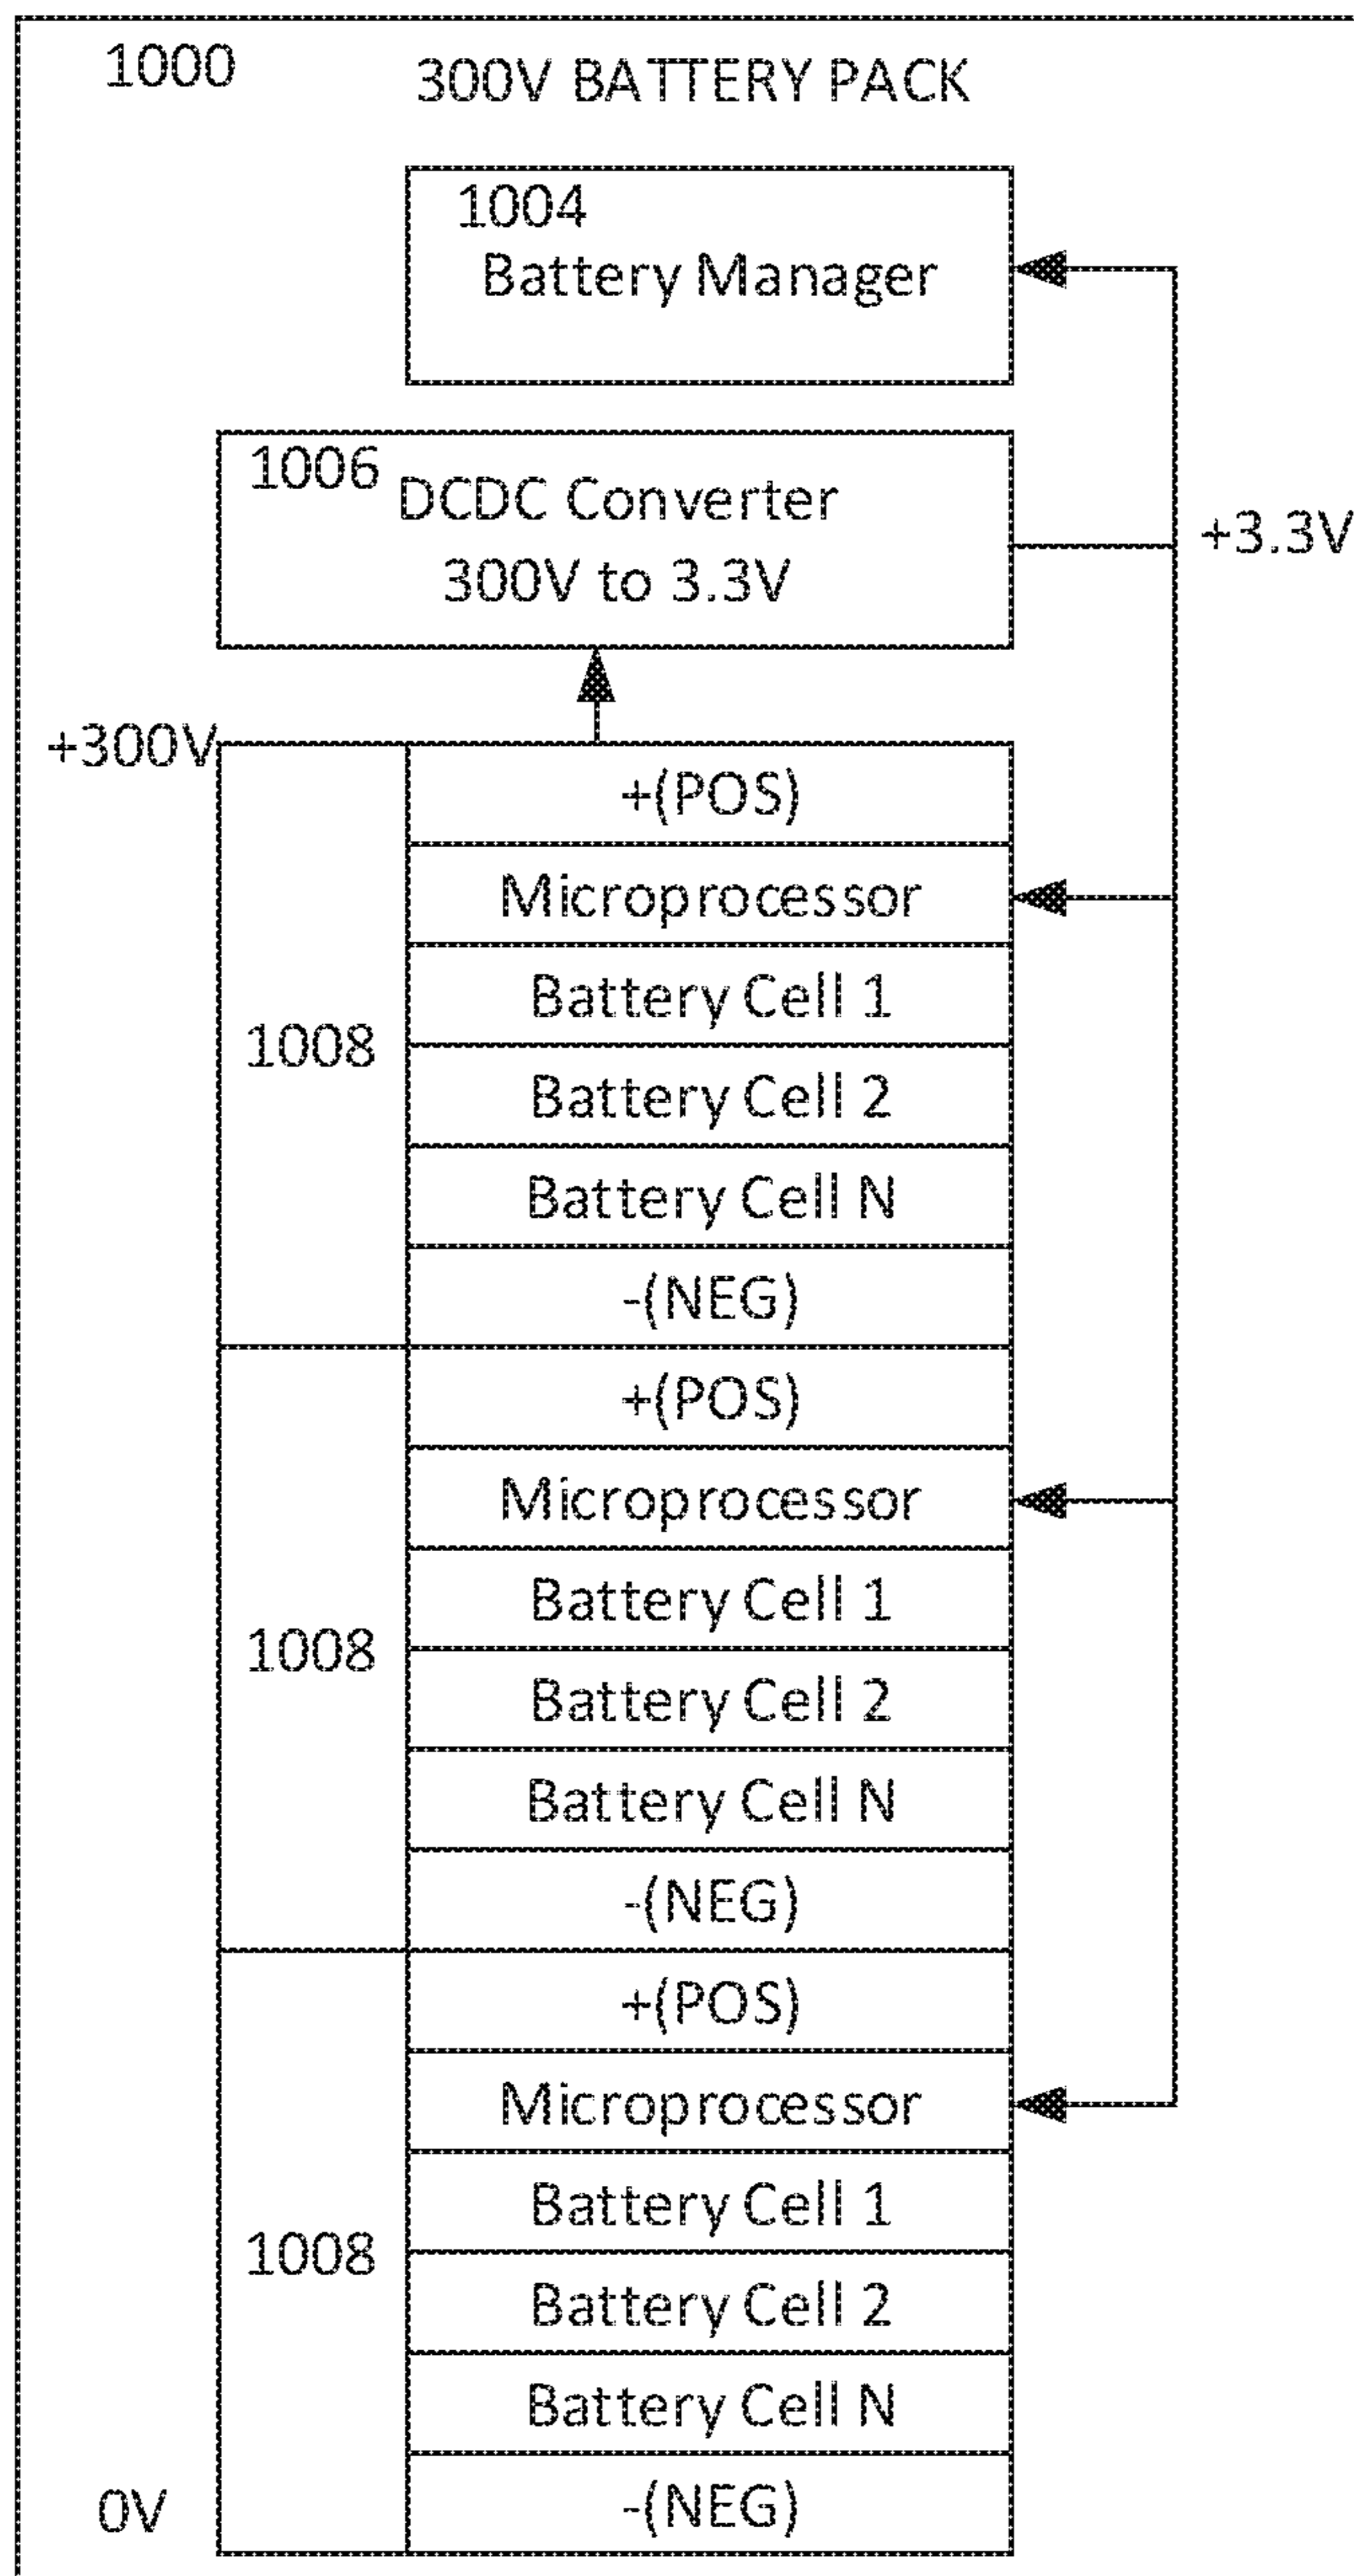 1000
300V BATTERY PACK
1004
Battery Manager
1006
DCDC Converter
300V to 3.3V
+3.3V
+300V
1008
+(POS)
Microprocessor
Battery Cell 1
Battery Cell 2
Battery Cell N
-(NEG)
1008
+(POS)
Microprocessor
Battery Cell 1
Battery Cell 2
Battery Cell N
-(NEG)
1008
+(POS)
Microprocessor
Battery Cell 1
Battery Cell 2
Battery Cell N
-(NEG)
0V